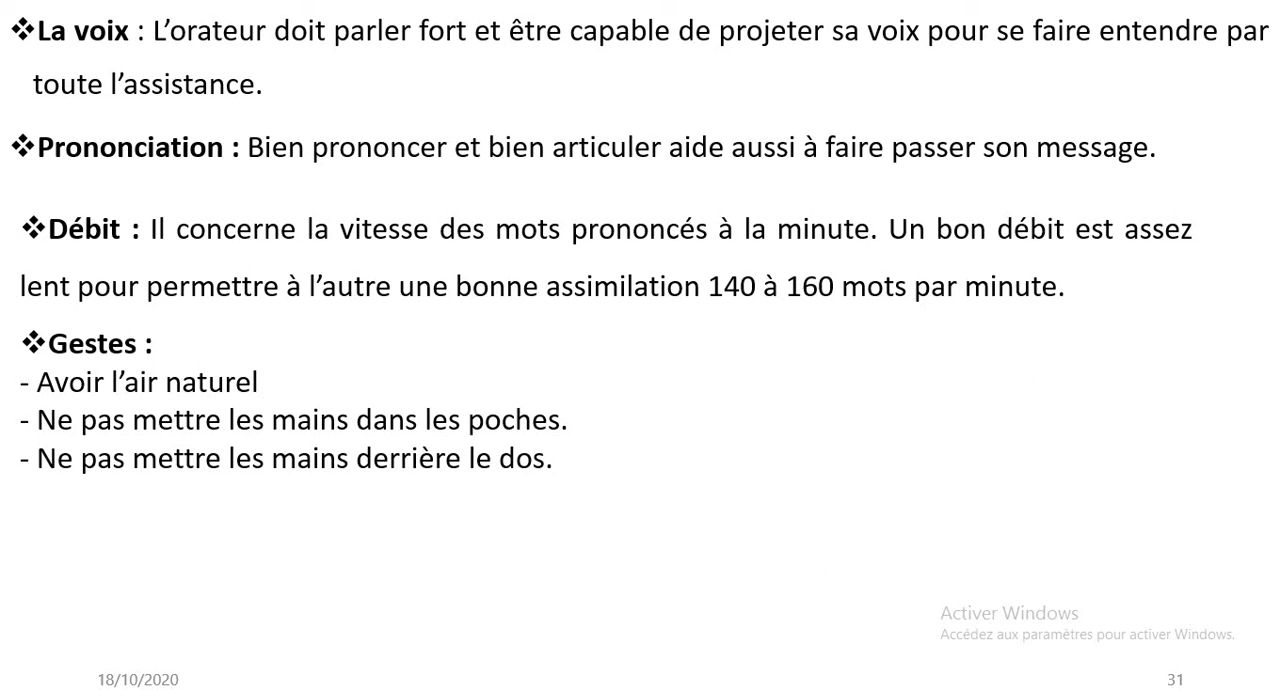 ❖La voix : L’orateur doit parler fort et être capable de projeter sa voix pour se faire entendre par
toute l’assistance.
❖Prononciation : Bien prononcer et bien articuler aide aussi à faire passer son message.
❖Débit : Il concerne la vitesse des mots prononcés à la minute. Un bon débit est assez
lent pour permettre à l’autre une bonne assimilation 140 à 160 mots par minute.
❖Gestes :
- Avoir l’air naturel
- Ne pas mettre les mains dans les poches.
- Ne pas mettre les mains derrière le dos.
Activer Windows
Accédez aux paramètres pour activer Windows.
18/10/2020
31